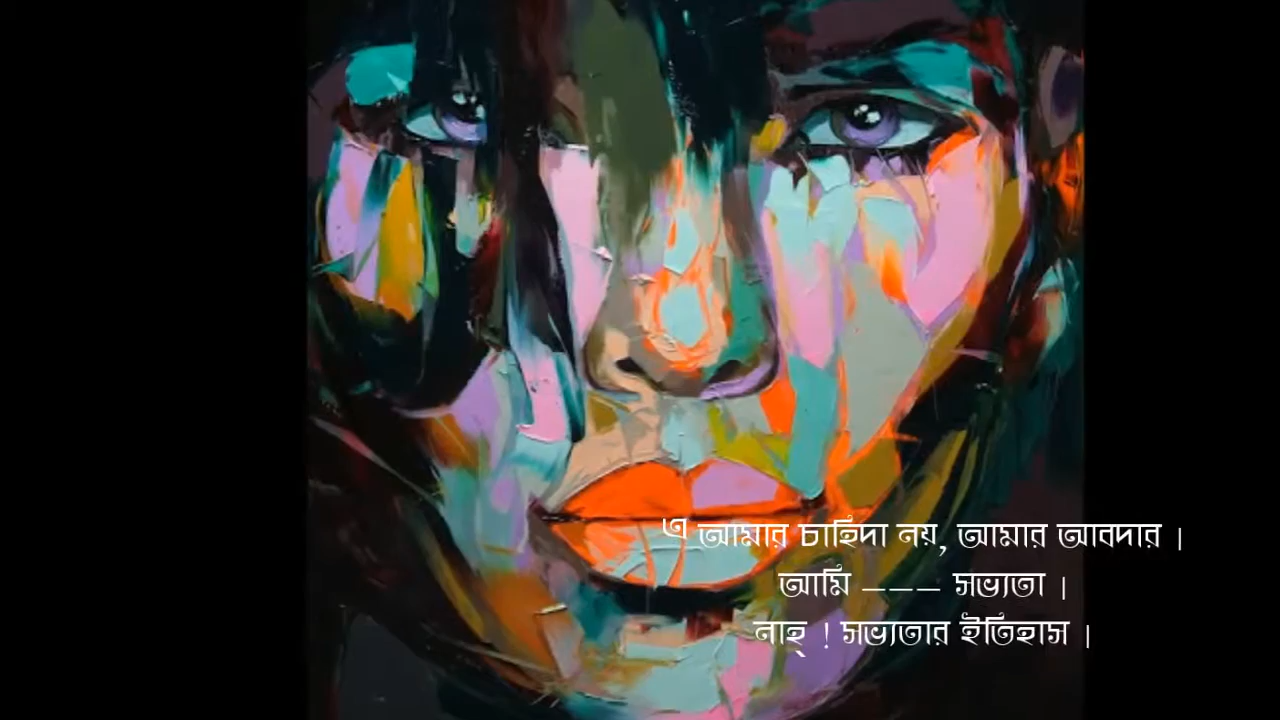 এ আমার চাহিদা নয়, আমার আবদার ।
আমি ——— সভ্যতা ।
নাহ্ ! সভ্যতার ইতিহাস ।